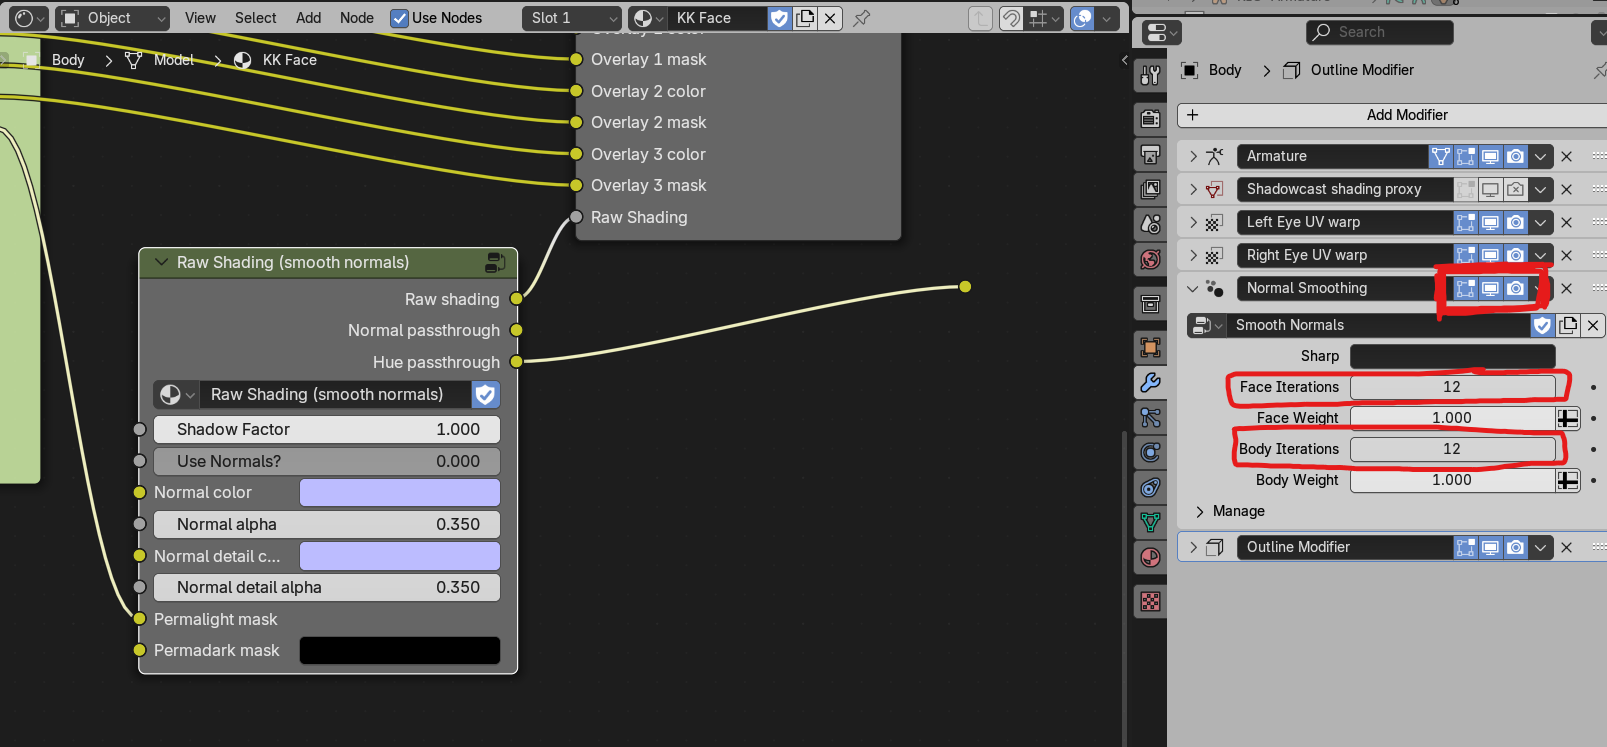 Object
View
Select
Add
Node
Use Nodes
Slot 1
KK Face
Body
Model
KK Face
Overlay 1 mask
Overlay 2 color
Overlay 2 mask
Overlay 3 color
Overlay 3 mask
Raw Shading
Raw Shading (smooth normals)
Raw shading
Normal passthrough
Hue passthrough
Raw Shading (smooth normals)
Shadow Factor 1.000
Use Normals? 0.000
Normal color
Normal alpha 0.350
Normal detail c...
Normal detail alpha 0.350
Permalight mask
Permadark mask
Search
Body
Outline Modifier
Add Modifier
Armature
Shadowcast shading proxy
Left Eye UV warp
Right Eye UV warp
Normal Smoothing
Smooth Normals
Sharp
Face Iterations 12
Face Weight 1.000
Body Iterations 12
Body Weight 1.000
Manage
Outline Modifier